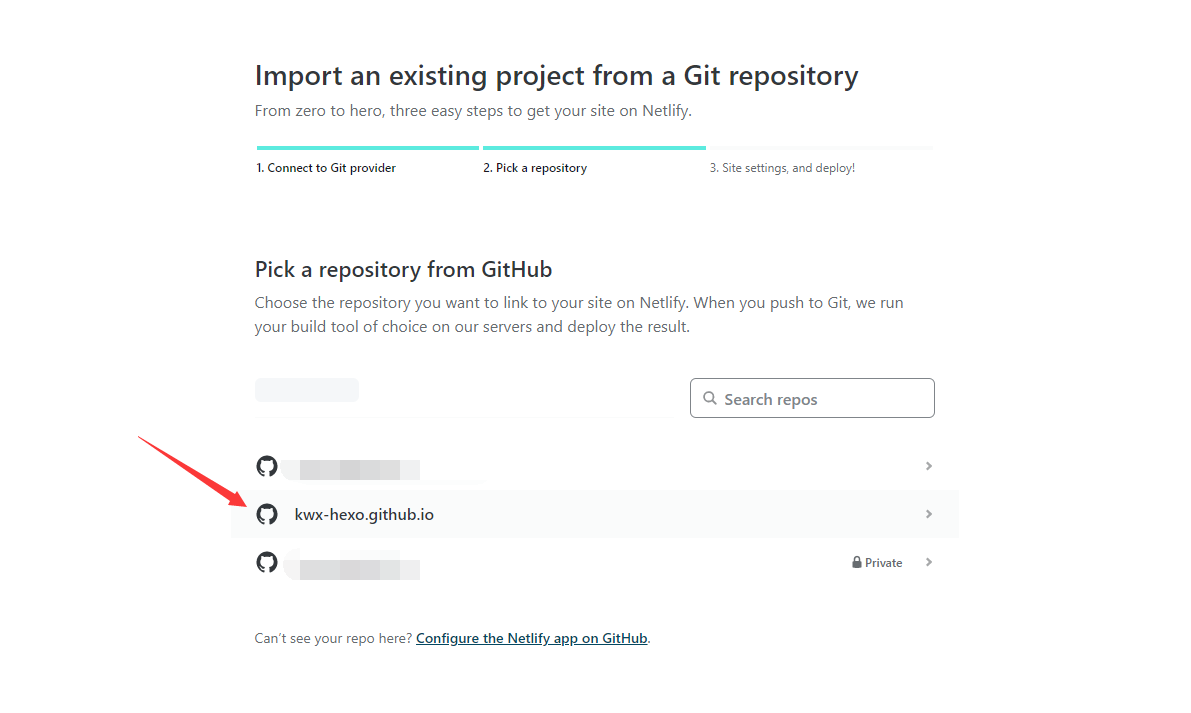 Import an existing project from a Git repository
From zero to hero, three easy steps to get your site on Netlify.
1. Connect to Git provider
2. Pick a repository
3. Site settings, and deploy!
Pick a repository from GitHub
Choose the repository you want to link to your site on Netlify. When you push to Git, we run
your build tool of choice on our servers and deploy the result.
Search repos
kwx-hexo.github.io
Private
Can't see your repo here? Configure the Netlify app on GitHub.